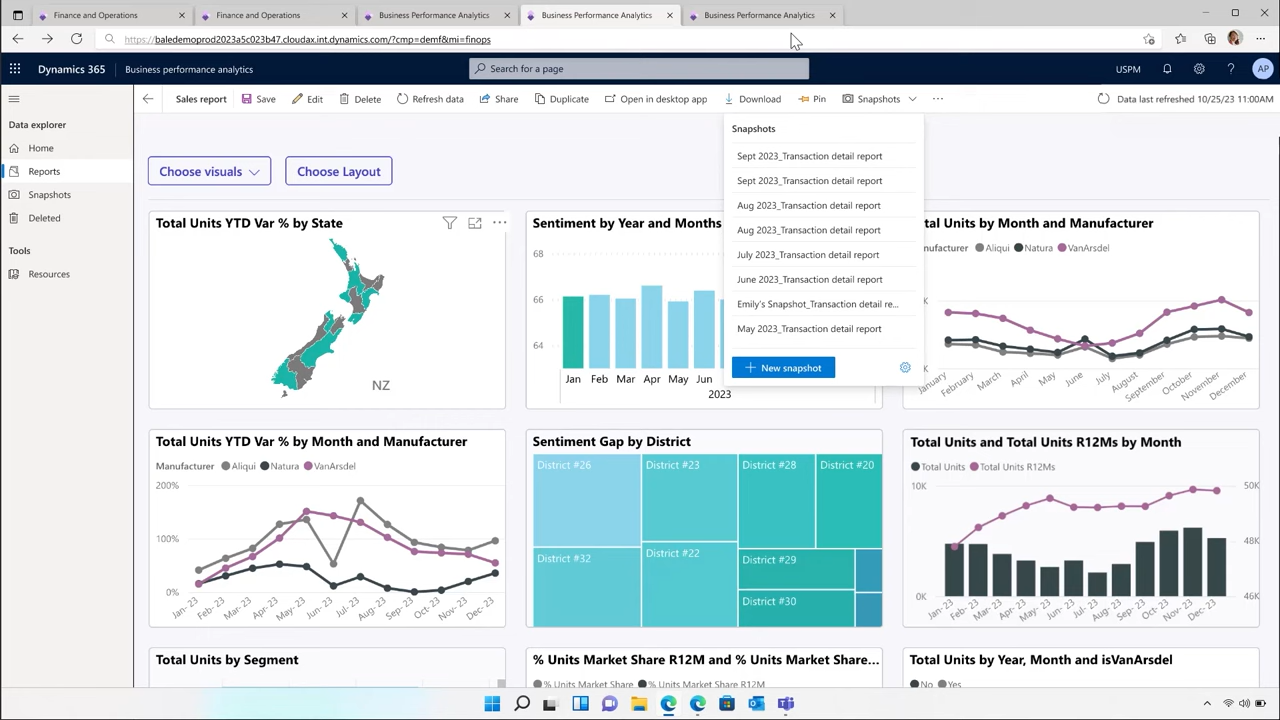 Finance and Operations
Finance and Operations
Business Performance Analytics
Business Performance Analytics
Business Performance Analytics
https://baledemoprod2023a5c023b47.cloudax.int.dynamics.com/?cmp=demf&mi=finops
Dynamics 365
Business performance analytics
Search for a page
USPM
?
AP
Sales report
Save
Edit
Delete
Refresh data
Share
Duplicate
Open in desktop app
Download
Pin
Snapshots
Data last refreshed 10/25/23 11:00AM
Data explorer
Home
Reports
Snapshots
Deleted
Tools
Resources
Choose visuals
Choose Layout
Snapshots
Sept 2023_Transaction detail report
Sept 2023_Transaction detail report
Aug 2023_Transaction detail report
Aug 2023_Transaction detail report
July 2023_Transaction detail report
June 2023_Transaction detail report
Emily's Snapshot_Transaction detail re...
May 2023_Transaction detail report
New snapshot
Total Units YTD Var % by State
NZ
Sentiment by Year and Months
68
66
64
Jan Feb Mar Apr May Jun
2023
tal Units by Month and Manufacturer
nufacturer Aliqui Natura VanArsdel
K
K
January February March April May June July August September October November December
Total Units YTD Var % by Month and Manufacturer
Manufacturer Aliqui Natura VanArsdel
200%
100%
0%
Jan- 23 Feb- 23 Mar- 23 Apr- 23 May- 23 Jun- 23 Jul- 23 Aug- 23 Sep- 23 Oct- 23 Nov- 23 Dec- 23
Sentiment Gap by District
District #26
District #23
District #28
District #20
District #32
District #22
District #29
District #30
Total Units and Total Units R12Ms by Month
Total Units Total Units R12Ms
10K
0K
50K
48K
46K
Jan- 23 Feb- 23 Mar- 23 Apr- 23 May- 23 Jun- 23 Jul- 23 Aug- 23 Sep- 23 Oct- 23 Nov- 23 Dec- 23
Total Units by Segment
% Units Market Share R12M and % Units Market Share...
% Units Market Share % Units Market Share R12M
Total Units by Year, Month and isVanArsdel
No Yes